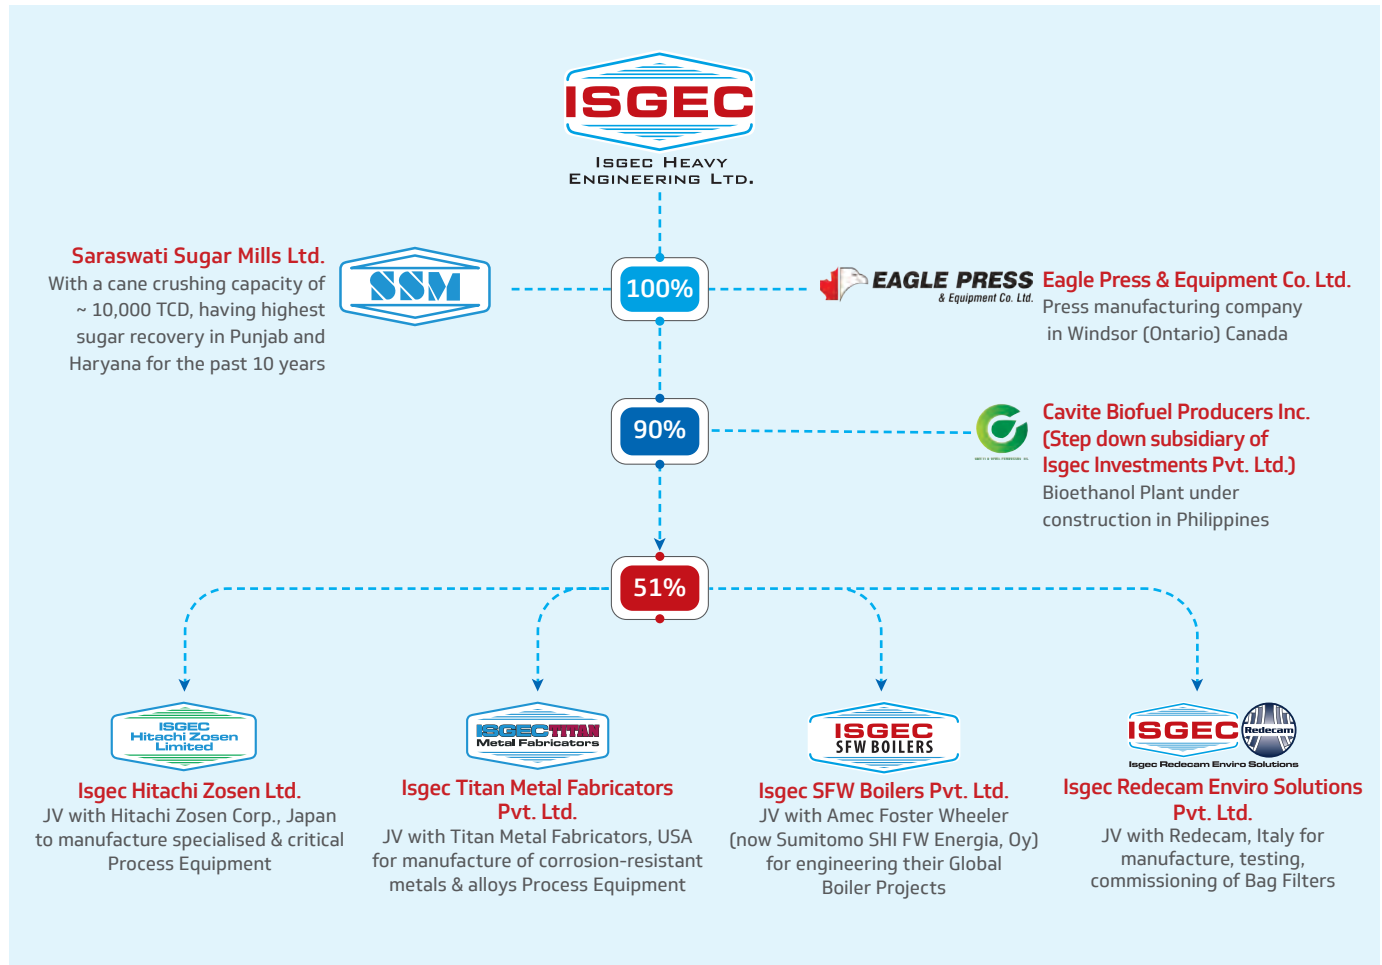 ISGEC
ISGEC HEAVY
ENGINEERING LTD.
Saraswati Sugar Mills Ltd.
With a cane crushing capacity of
~ 10,000 TCD, having highest
sugar recovery in Punjab and
Haryana for the past 10 years
SSM
100%
EAGLE PRESS
& Equipment Co. Ltd.
Eagle Press & Equipment Co. Ltd.
Press manufacturing company
in Windsor (Ontario) Canada
90%
Cavite Biofuel Producers Inc.
(Step down subsidiary of
Isgec Investments Pvt. Ltd.)
Bioethanol Plant under
construction in Philippines
51%
ISGEC
Hitachi Zosen
Limited
Isgec Hitachi Zosen Ltd.
JV with Hitachi Zosen Corp., Japan
to manufacture specialised & critical
Process Equipment
ISGEC TITAN
Metal Fabricators
Isgec Titan Metal Fabricators
Pvt. Ltd.
JV with Titan Metal Fabricators, USA
for manufacture of corrosion-resistant
metals & alloys Process Equipment
ISGEC
SFW BOILERS
Isgec SFW Boilers Pvt. Ltd.
JV with Amec Foster Wheeler
(now Sumitomo SHI FW Energia, Oy)
for engineering their Global
Boiler Projects
ISGEC
Redecam
Isgec Redecam Enviro Solutions
Isgec Redecam Enviro Solutions
Pvt. Ltd.
JV with Redecam, Italy for
manufacture, testing,
commissioning of Bag Filters